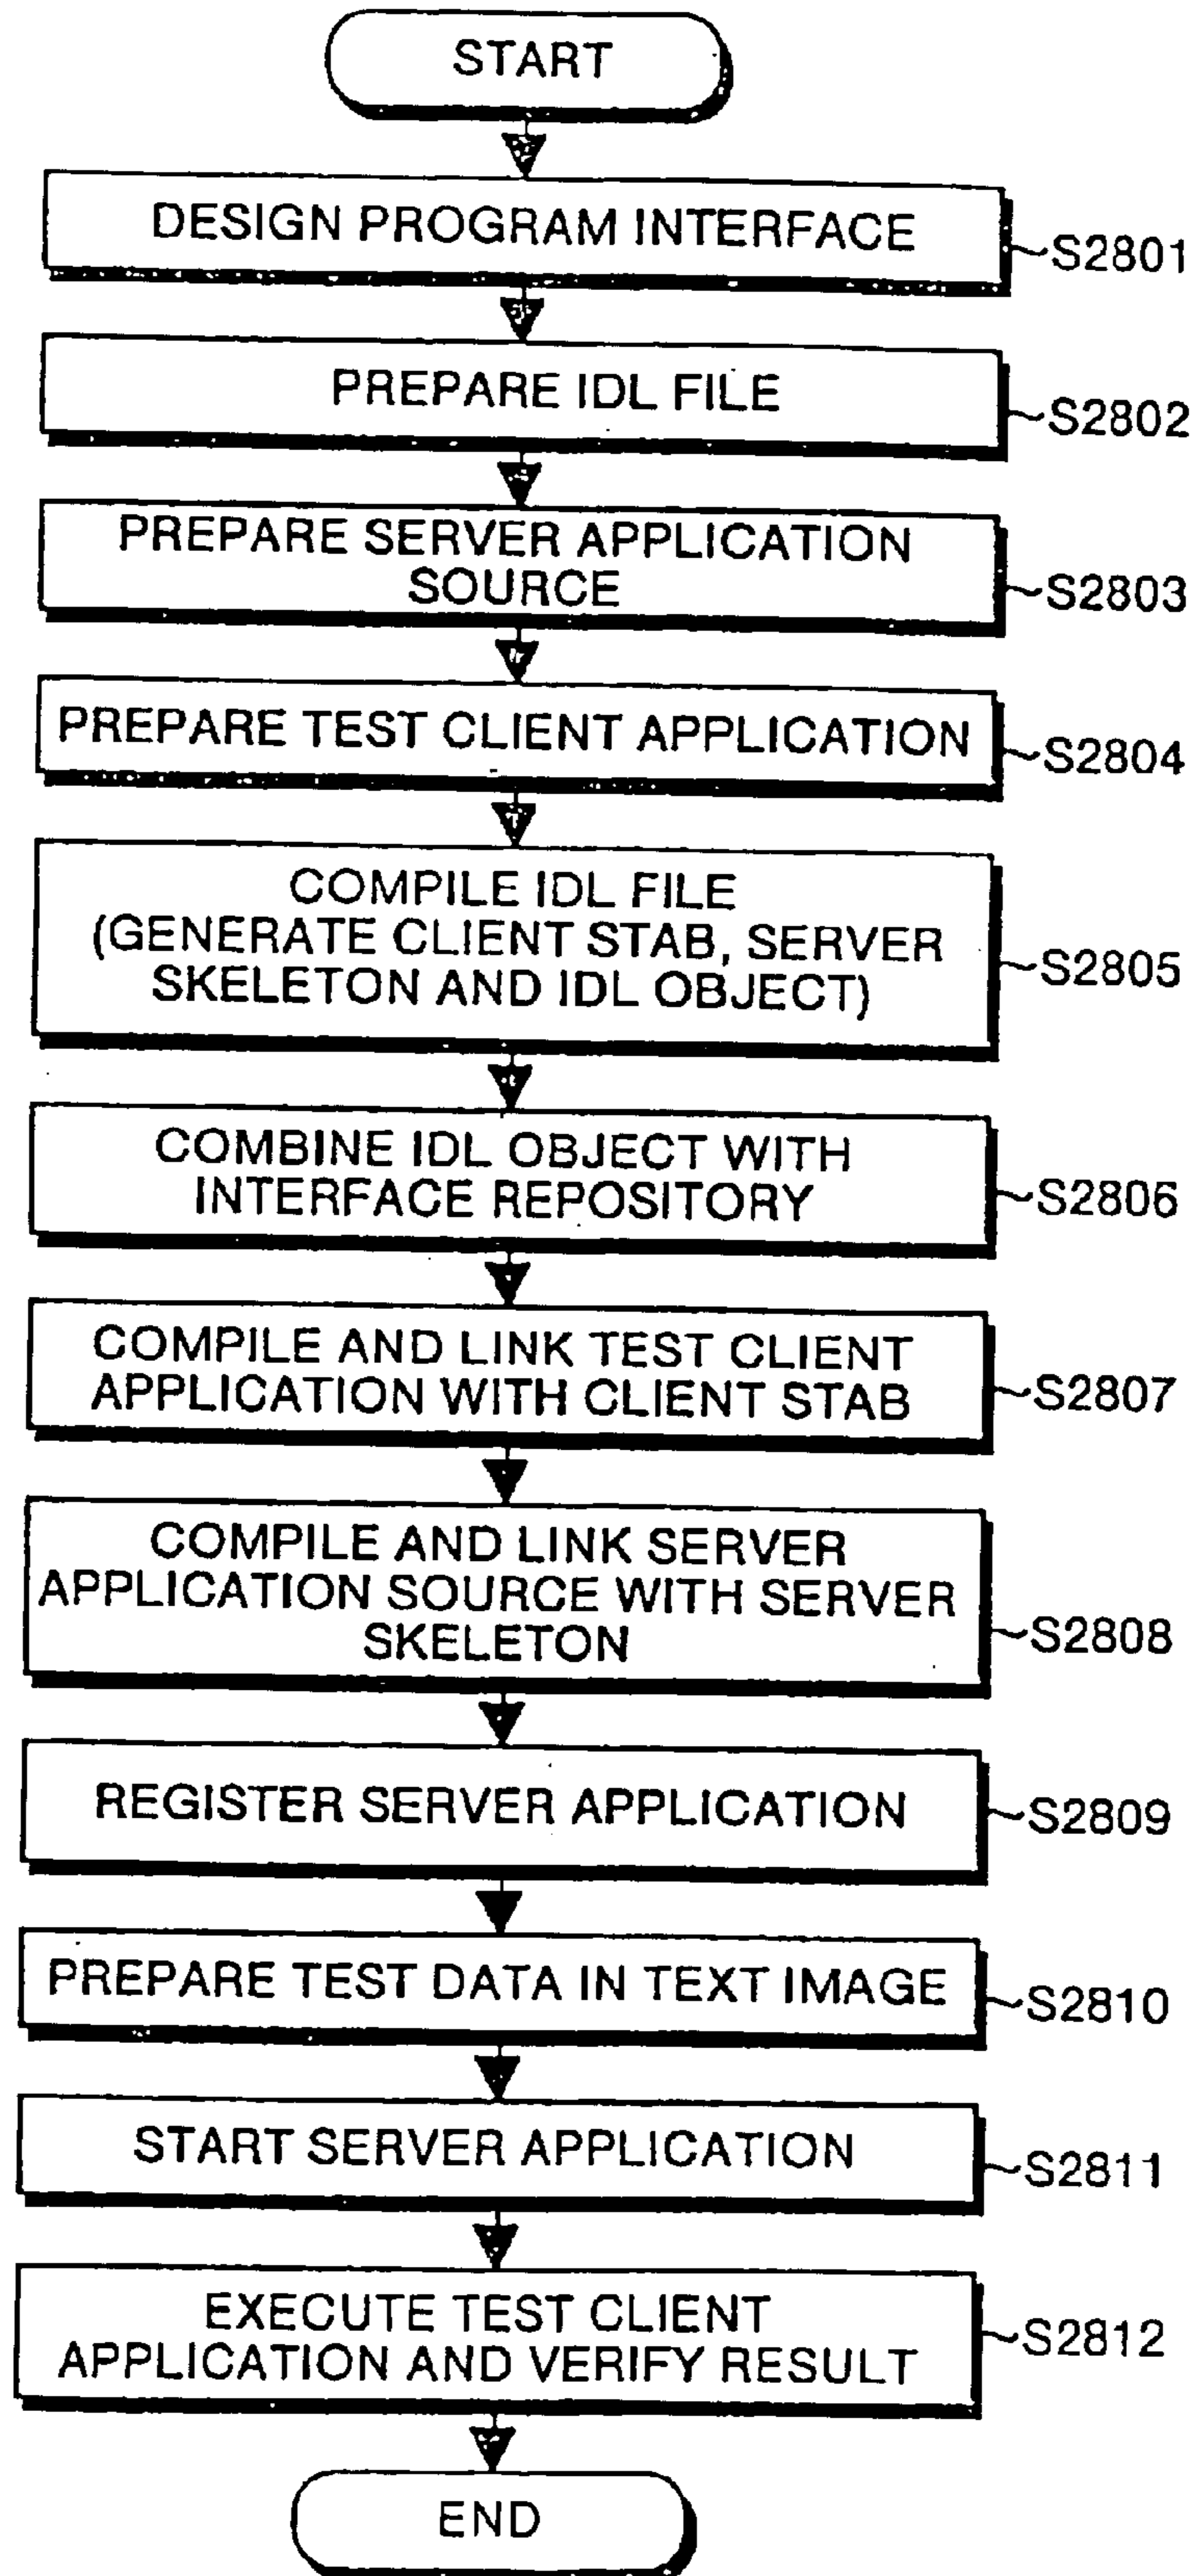 START
DESIGN PROGRAM INTERFACE
S2801
PREPARE IDL FILE
S2802
PREPARE SERVER APPLICATION
SOURCE
S2803
PREPARE TEST CLIENT APPLICATION
S2804
COMPILE IDL FILE
(GENERATE CLIENT STAB, SERVER
SKELETON AND IDL OBJECT)
S2805
COMBINE IDL OBJECT WITH
INTERFACE REPOSITORY
S2806
COMPILE AND LINK TEST CLIENT
APPLICATION WITH CLIENT STAB
S2807
COMPILE AND LINK SERVER
APPLICATION SOURCE WITH SERVER
SKELETON
S2808
REGISTER SERVER APPLICATION
S2809
PREPARE TEST DATA IN TEXT IMAGE
S2810
START SERVER APPLICATION
S2811
EXECUTE TEST CLIENT
APPLICATION AND VERIFY RESULT
S2812
END